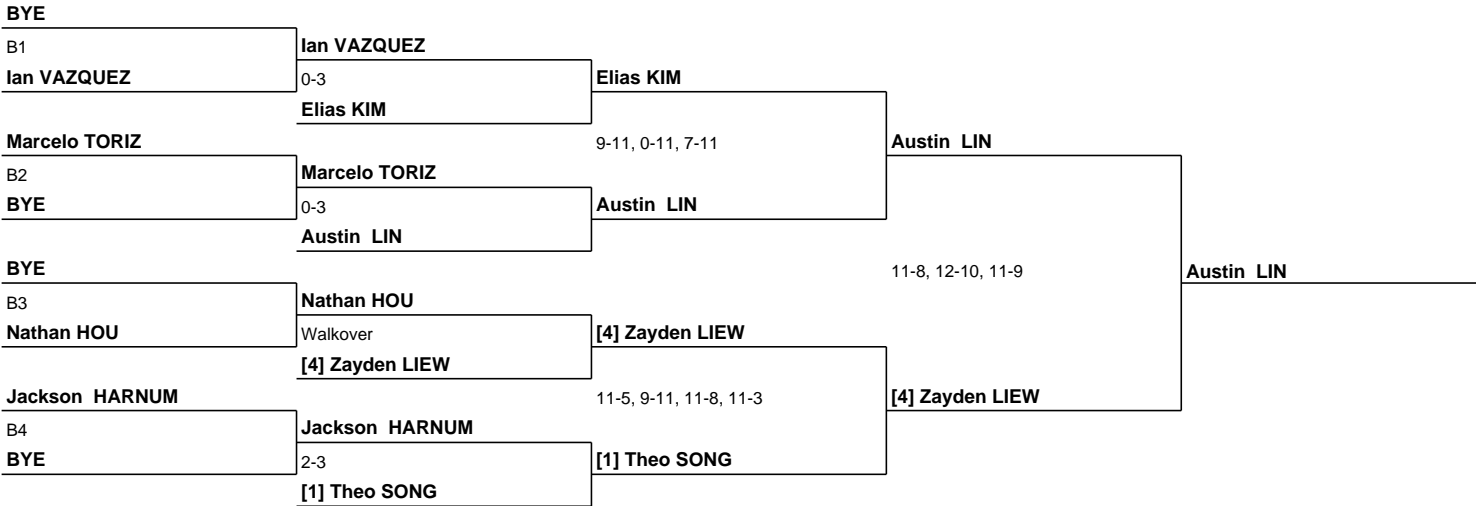 BYE
B1
Ian VAZQUEZ
Ian VAZQUEZ
0-3
Elias KIM
Elias KIM
Marcelo TORIZ
B2
BYE
Marcelo TORIZ
0-3
Austin LIN
9-11, 0-11, 7-11
Austin LIN
Austin LIN
BYE
B3
Nathan HOU
Nathan HOU
Walkover
[4] Zayden LIEW
[4] Zayden LIEW
Jackson HARNUM
B4
BYE
Jackson HARNUM
2-3
[1] Theo SONG
11-5, 9-11, 11-8, 11-3
[1] Theo SONG
[4] Zayden LIEW
11-8, 12-10, 11-9
Austin LIN